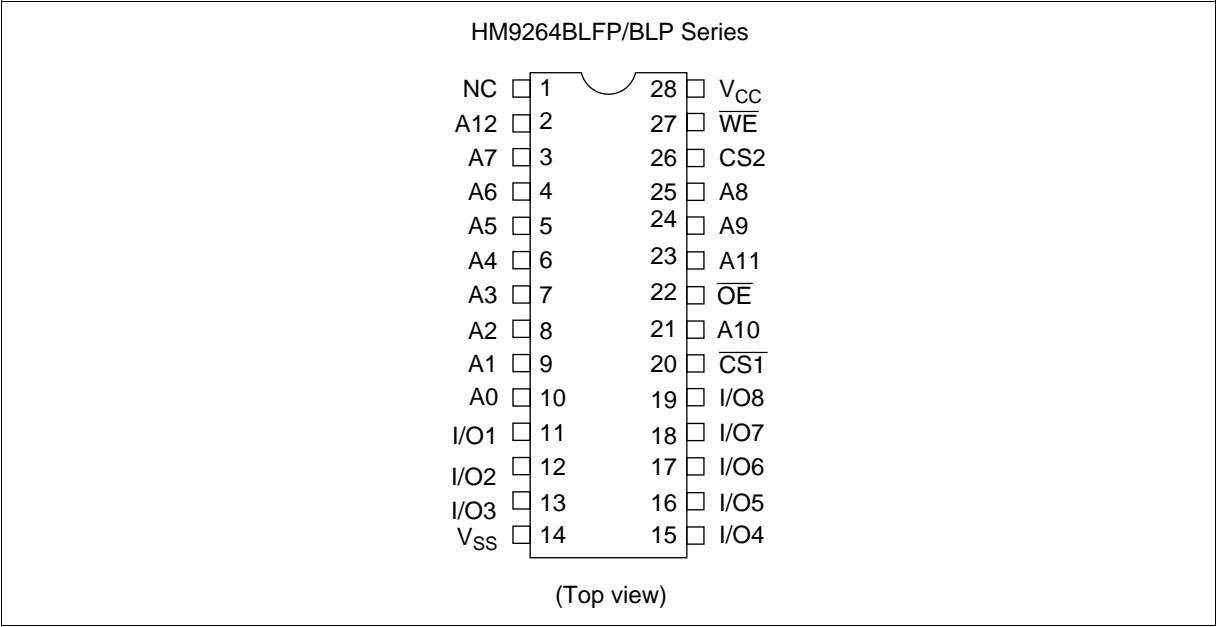 HM9264BLFP/BLP Series
NC 1 28 VCC
A12 2 27 WE
A7 3 26 CS2
A6 4 25 A8
A5 5 24 A9
A4 6 23 A11
A3 7 22 OE
A2 8 21 A10
A1 9 20 CS1
A0 10 19 I/O8
I/O1 11 18 I/O7
I/O2 12 17 I/O6
I/O3 13 16 I/O5
VSS 14 15 I/O4
(Top view)